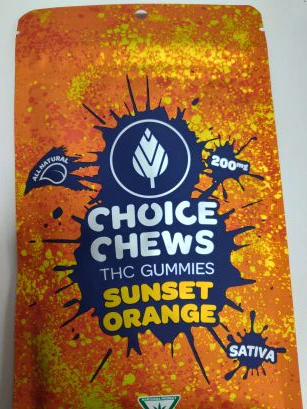 ALL NATURAL
200mg
CHOICE
CHEWS
THC GUMMIES
SUNSET
ORANGE
SATIVA